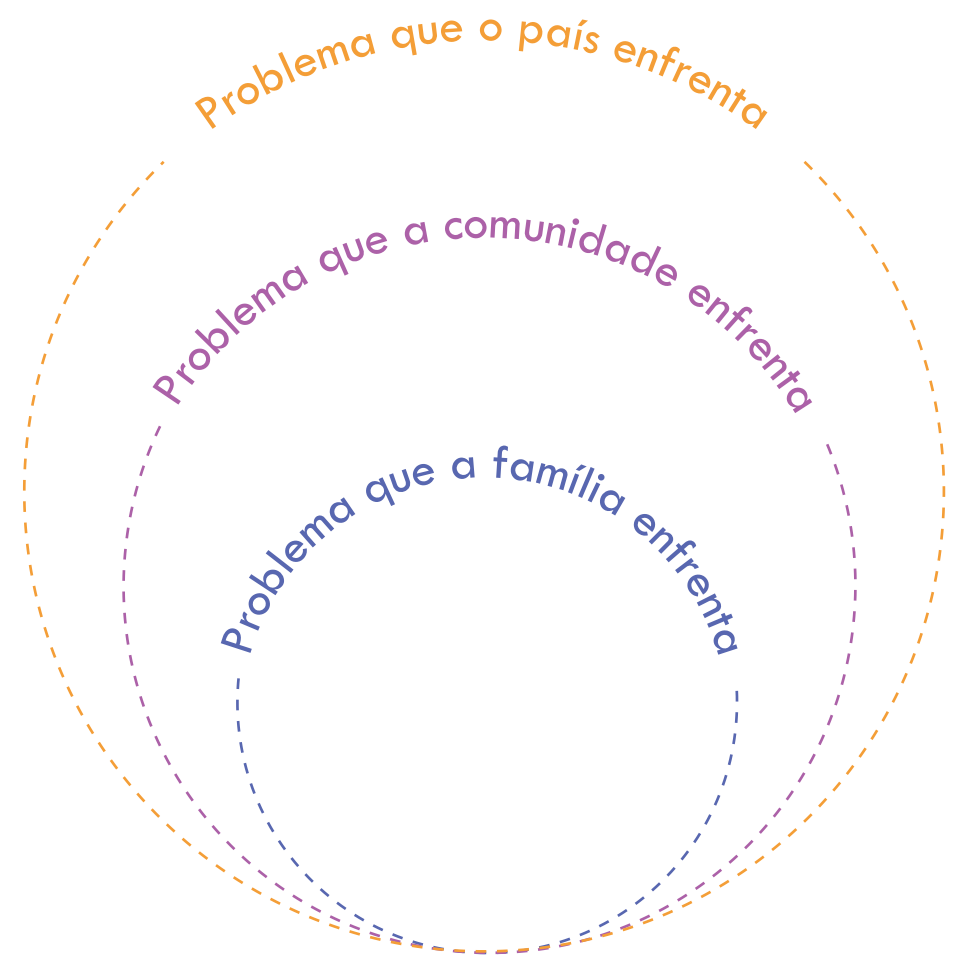 Problema que o país enfrenta
Problema que a comunidade enfrenta
Problema que a família enfrenta